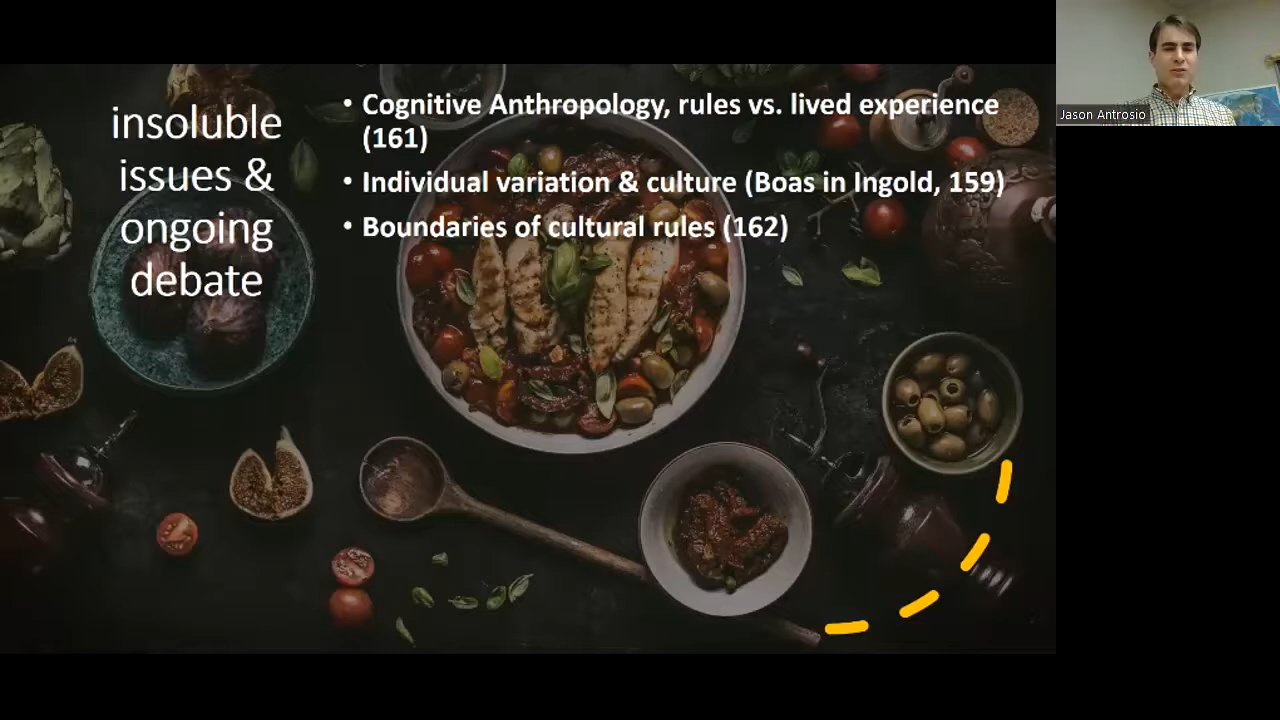 insoluble
issues &
ongoing
debate
• Cognitive Anthropology, rules vs. lived experience
(161)
• Individual variation & culture (Boas in Ingold, 159)
• Boundaries of cultural rules (162)
Jason Antrosio